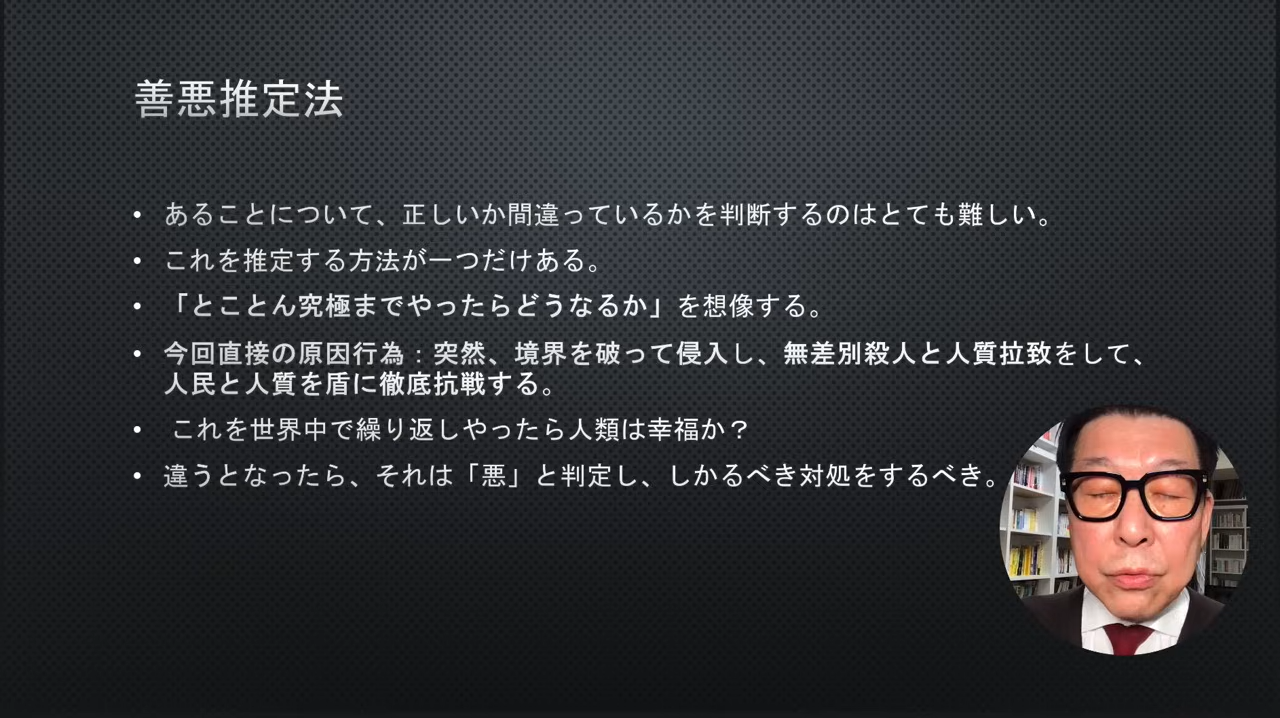 善悪推定法
• あることについて、正しいか間違っているかを判断するのはとても難しい。
• これを推定する方法が一つだけある。
• 「とことん究極までやったらどうなるか」を想像する。
• 今回直接の原因行為：突然、境界を破って侵入し、無差別殺人と人質拉致をして、
人民と人質を盾に徹底抗戦する。
• これを世界中で繰り返しやったら人類は幸福か？
• 違うとなったら、それは「悪」と判定し、しかるべき対処をするべき。